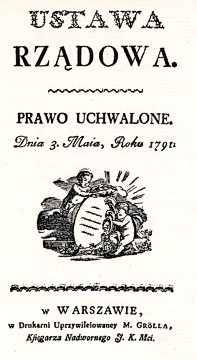 USTAWA
RZĄDOWA.
PRAWO UCHWALONE.
Dnia 3. Maia, Roku 1791.
w WARSZAWIE,
w Drukarni Uprzywileiowaney M. GRÖLLA,
Księgarza Nadwornego J. K. Mci.